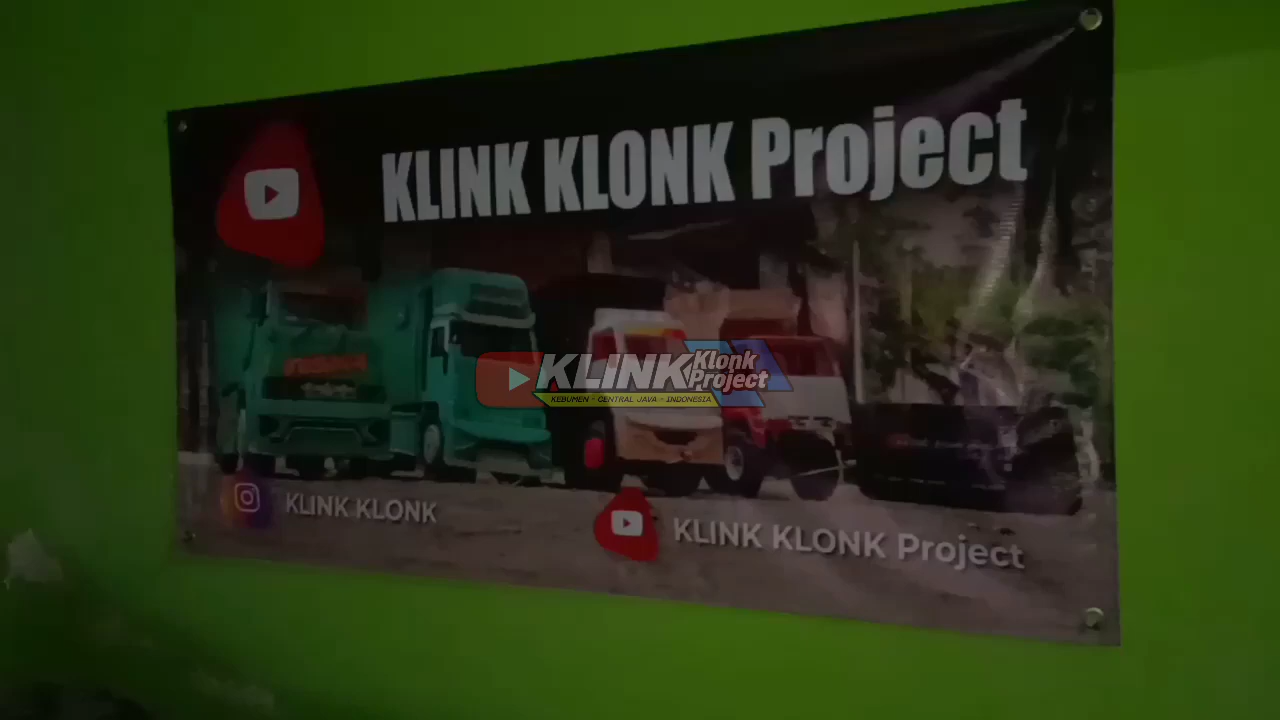 KLINK KLONK Project
KLINK Klonk Project
KEBUMEN - CENTRAL JAVA - INDONESIA
KLINK KLONK
KLINK KLONK Project